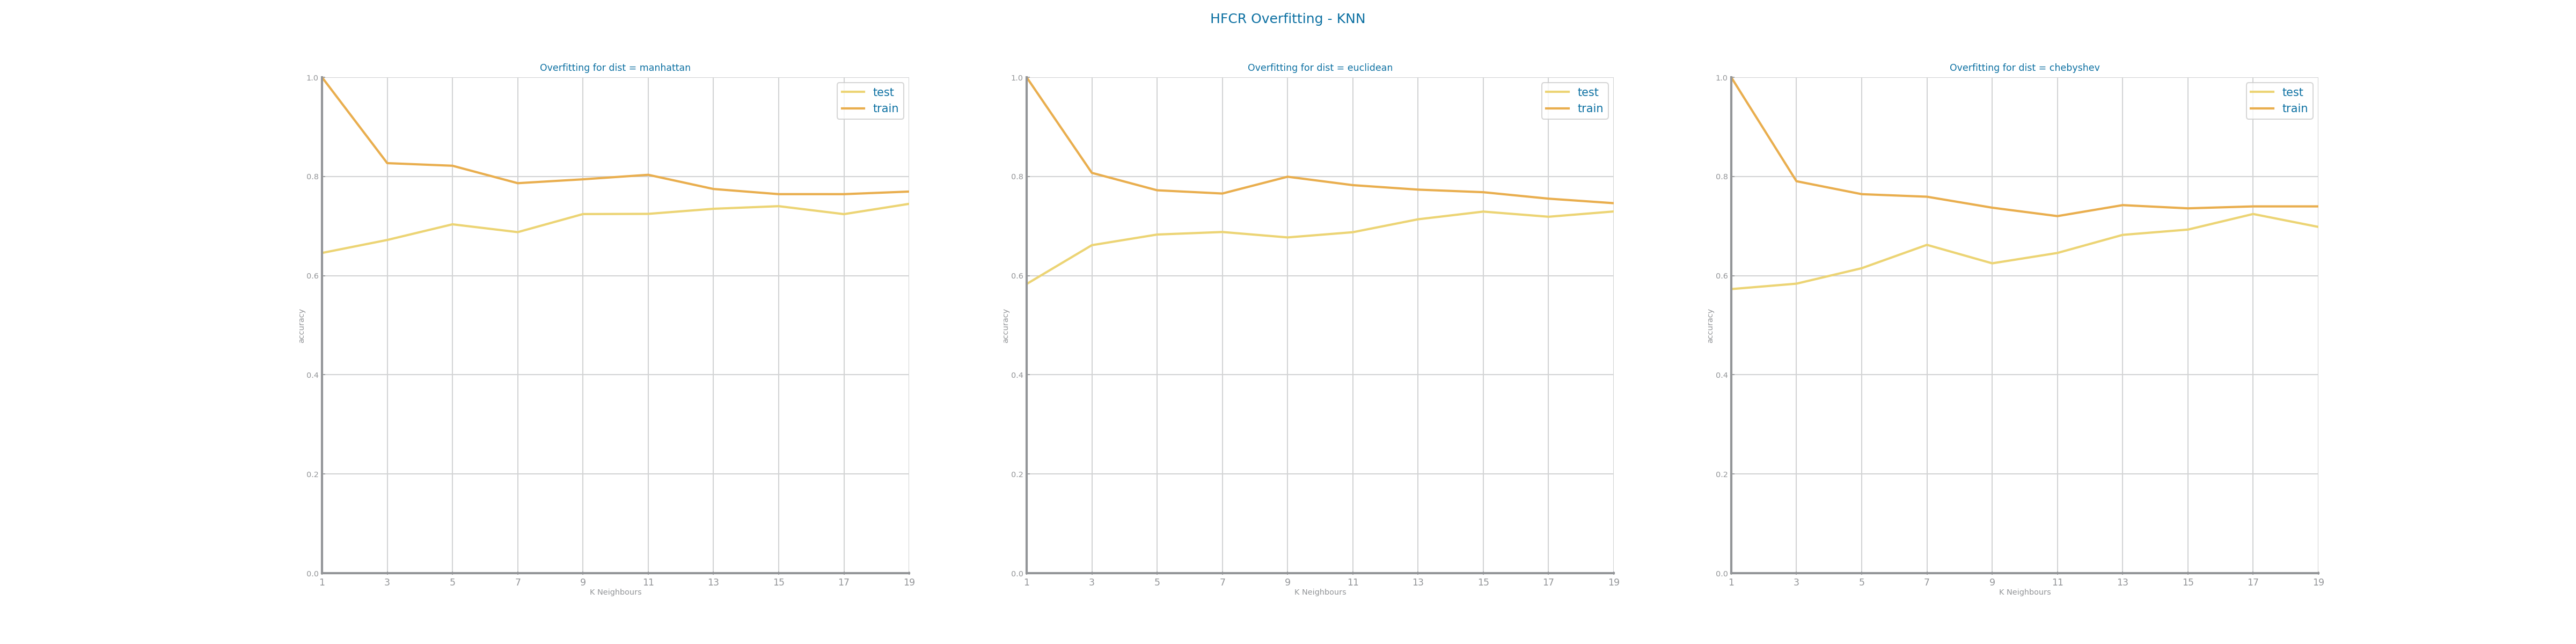 HFCR Overfitting - KNN
Overfitting for dist = manhattan
test
train
1.0
0.8
0.6
0.4
0.2
0.0
accuracy
1 3 5 7 9 11 13 15 17 19
K Neighbours
Overfitting for dist = euclidean
test
train
1.0
0.8
0.6
0.4
0.2
0.0
accuracy
1 3 5 7 9 11 13 15 17 19
K Neighbours
Overfitting for dist = chebyshev
test
train
1.0
0.8
0.6
0.4
0.2
0.0
accuracy
1 3 5 7 9 11 13 15 17 19
K Neighbours